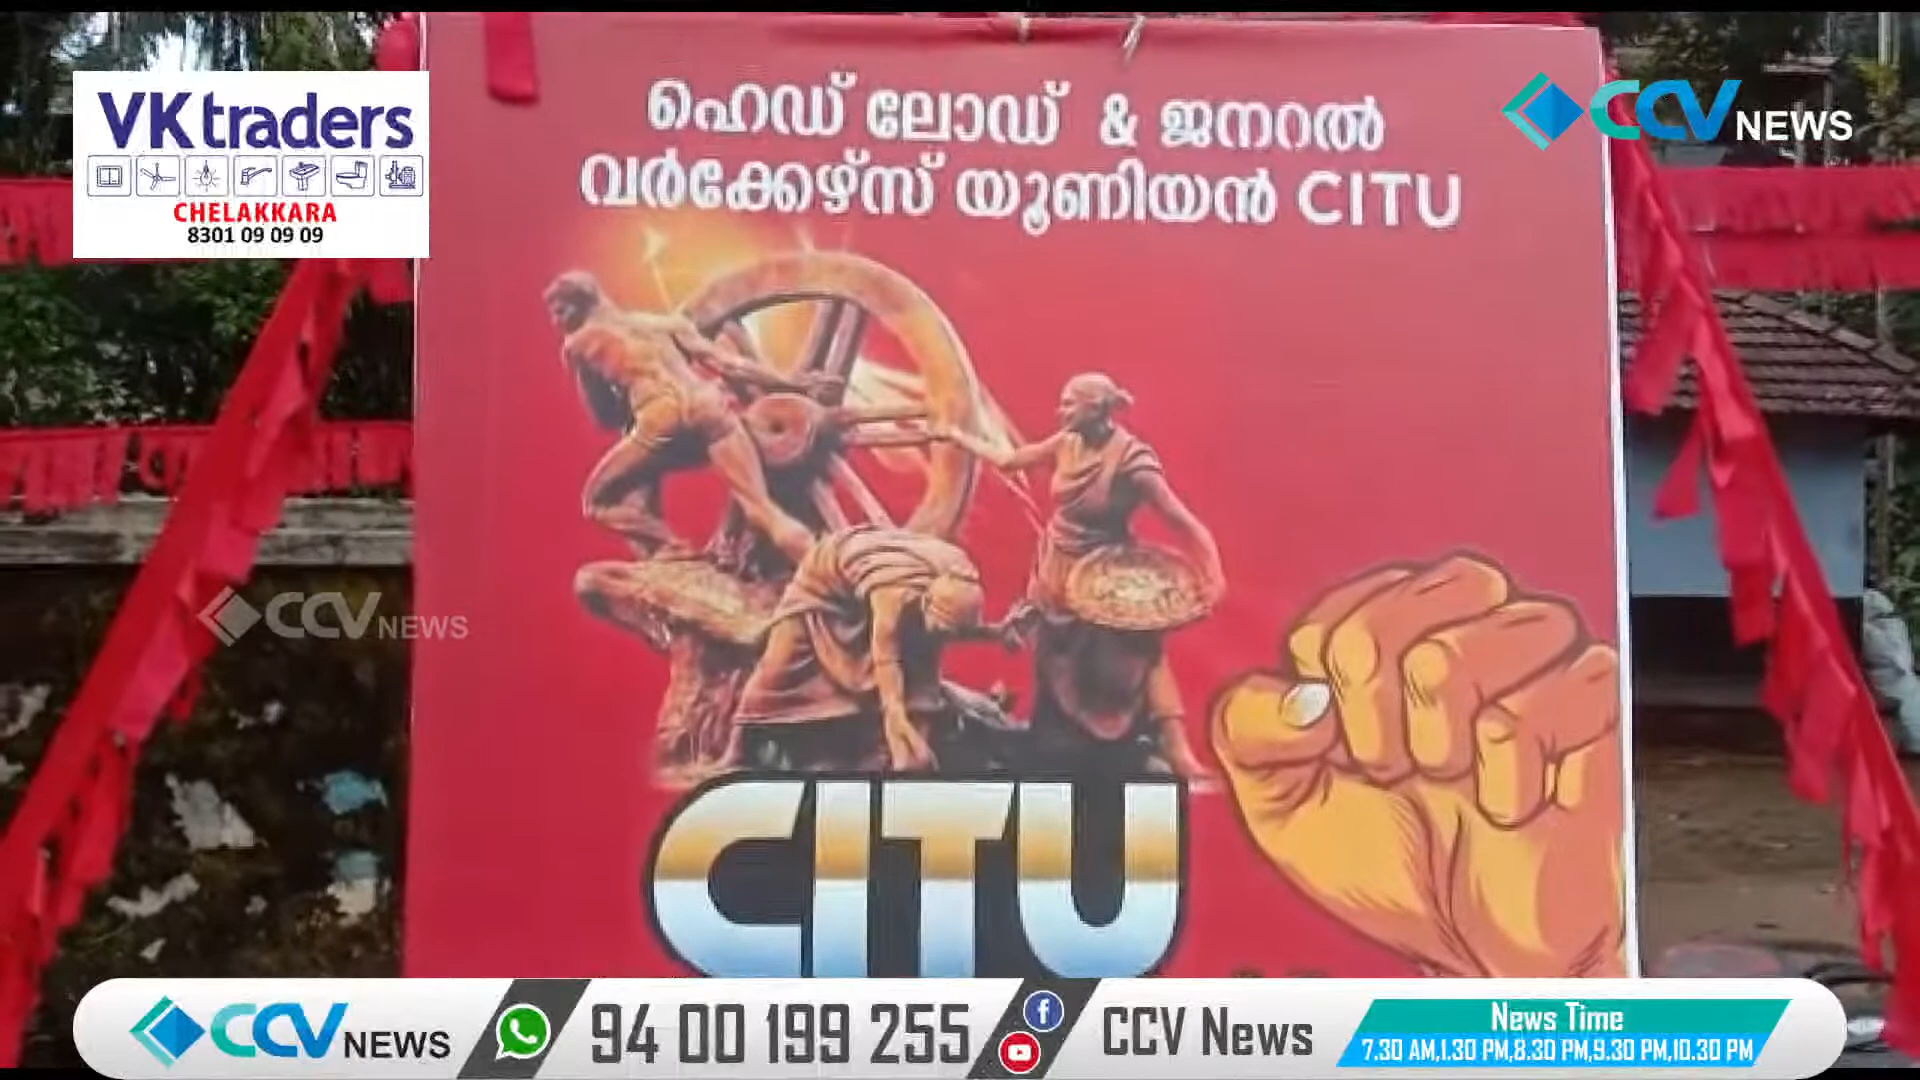 VK traders
CHELAKKARA
8301 09 09 09
CCV NEWS
ഹെഡ് ലോഡ് & ജനറൽ
വർക്കേഴ്സ് യൂണിയൻ CITU
CCV NEWS
CITU
CCV NEWS
94 00 199 255
CCV News
News Time
7.30 AM,1.30 PM,8.30 PM,9.30 PM,10.30 PM